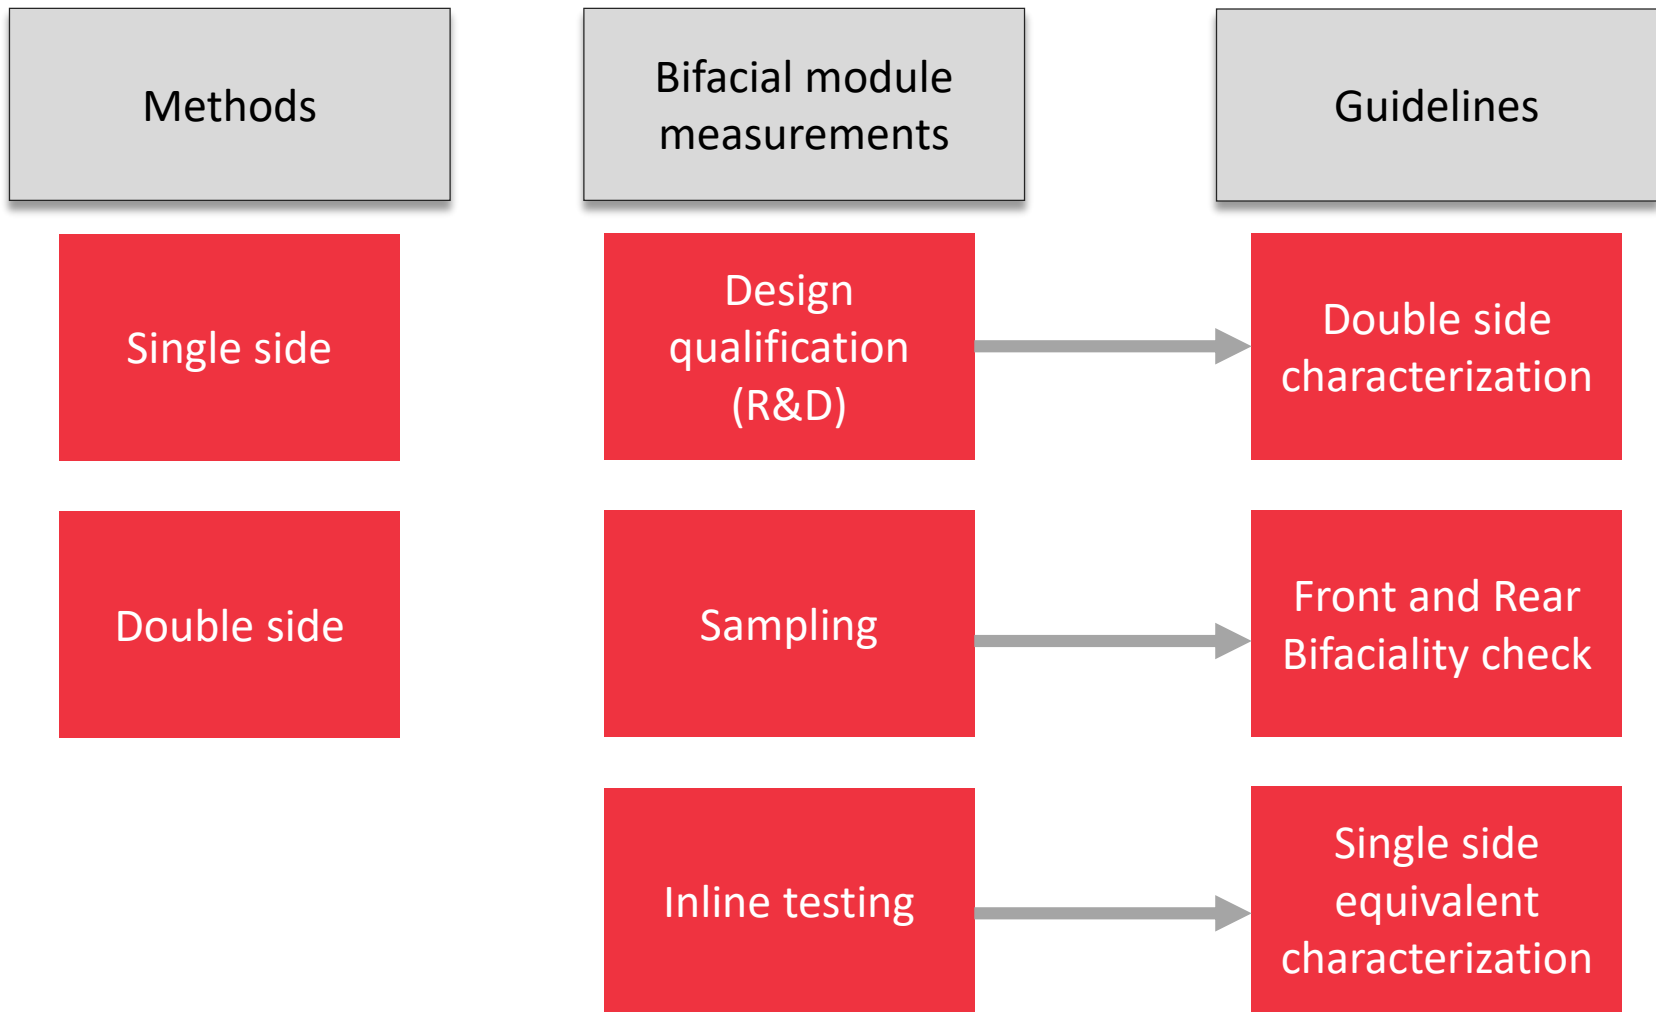 Methods
Bifacial module
measurements
Guidelines
Single side
Design
qualification
(R&D)
Double side
characterization
Double side
Sampling
Front and Rear
Bifaciality check
Inline testing
Single side
equivalent
characterization